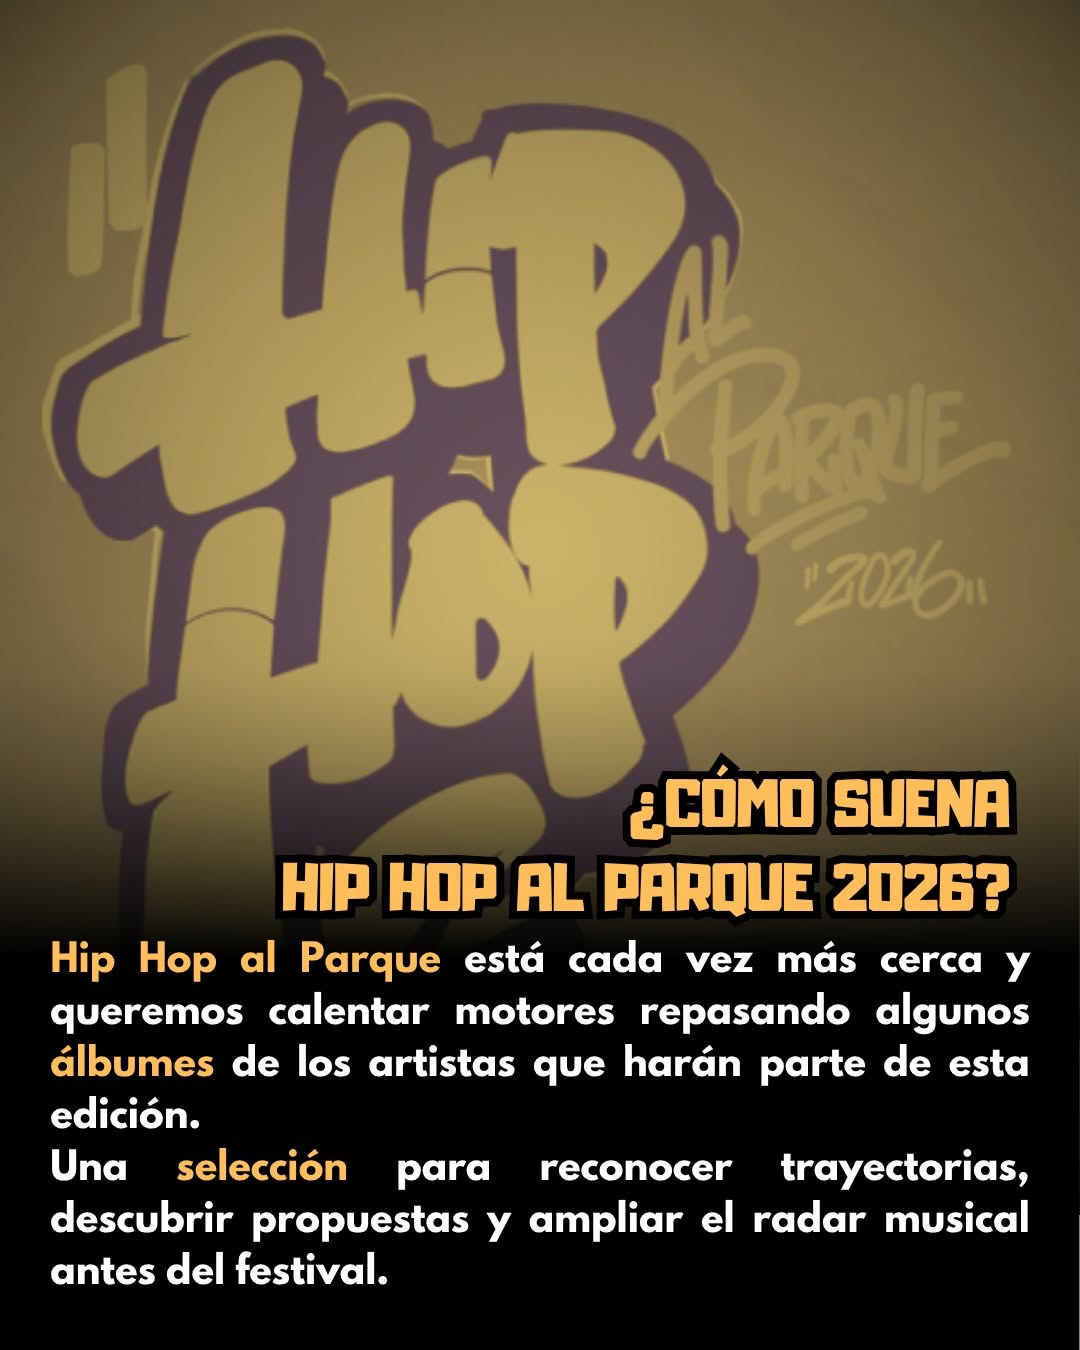 HIP
AL
PARQUE
"2026"
HOP
¿CÓMO SUENA
HIP HOP AL PARQUE 2026?
Hip Hop al Parque está cada vez más cerca y
queremos calentar motores repasando algunos
álbumes de los artistas que harán parte de esta
edición.
Una selección para reconocer trayectorias,
descubrir propuestas y ampliar el radar musical
antes del festival.